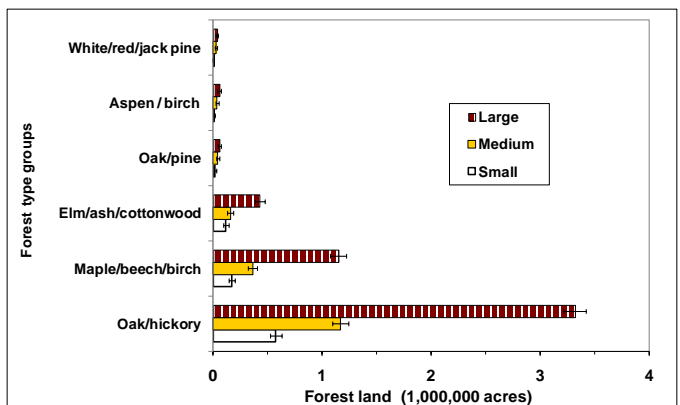 White/red/jack pine
Aspen / birch
Oak/pine
Elm/ash/cottonwood
Maple/beech/birch
Oak/hickory
Forest type groups
Large
Medium
Small
0 1 2 3 4
Forest land (1,000,000 acres)